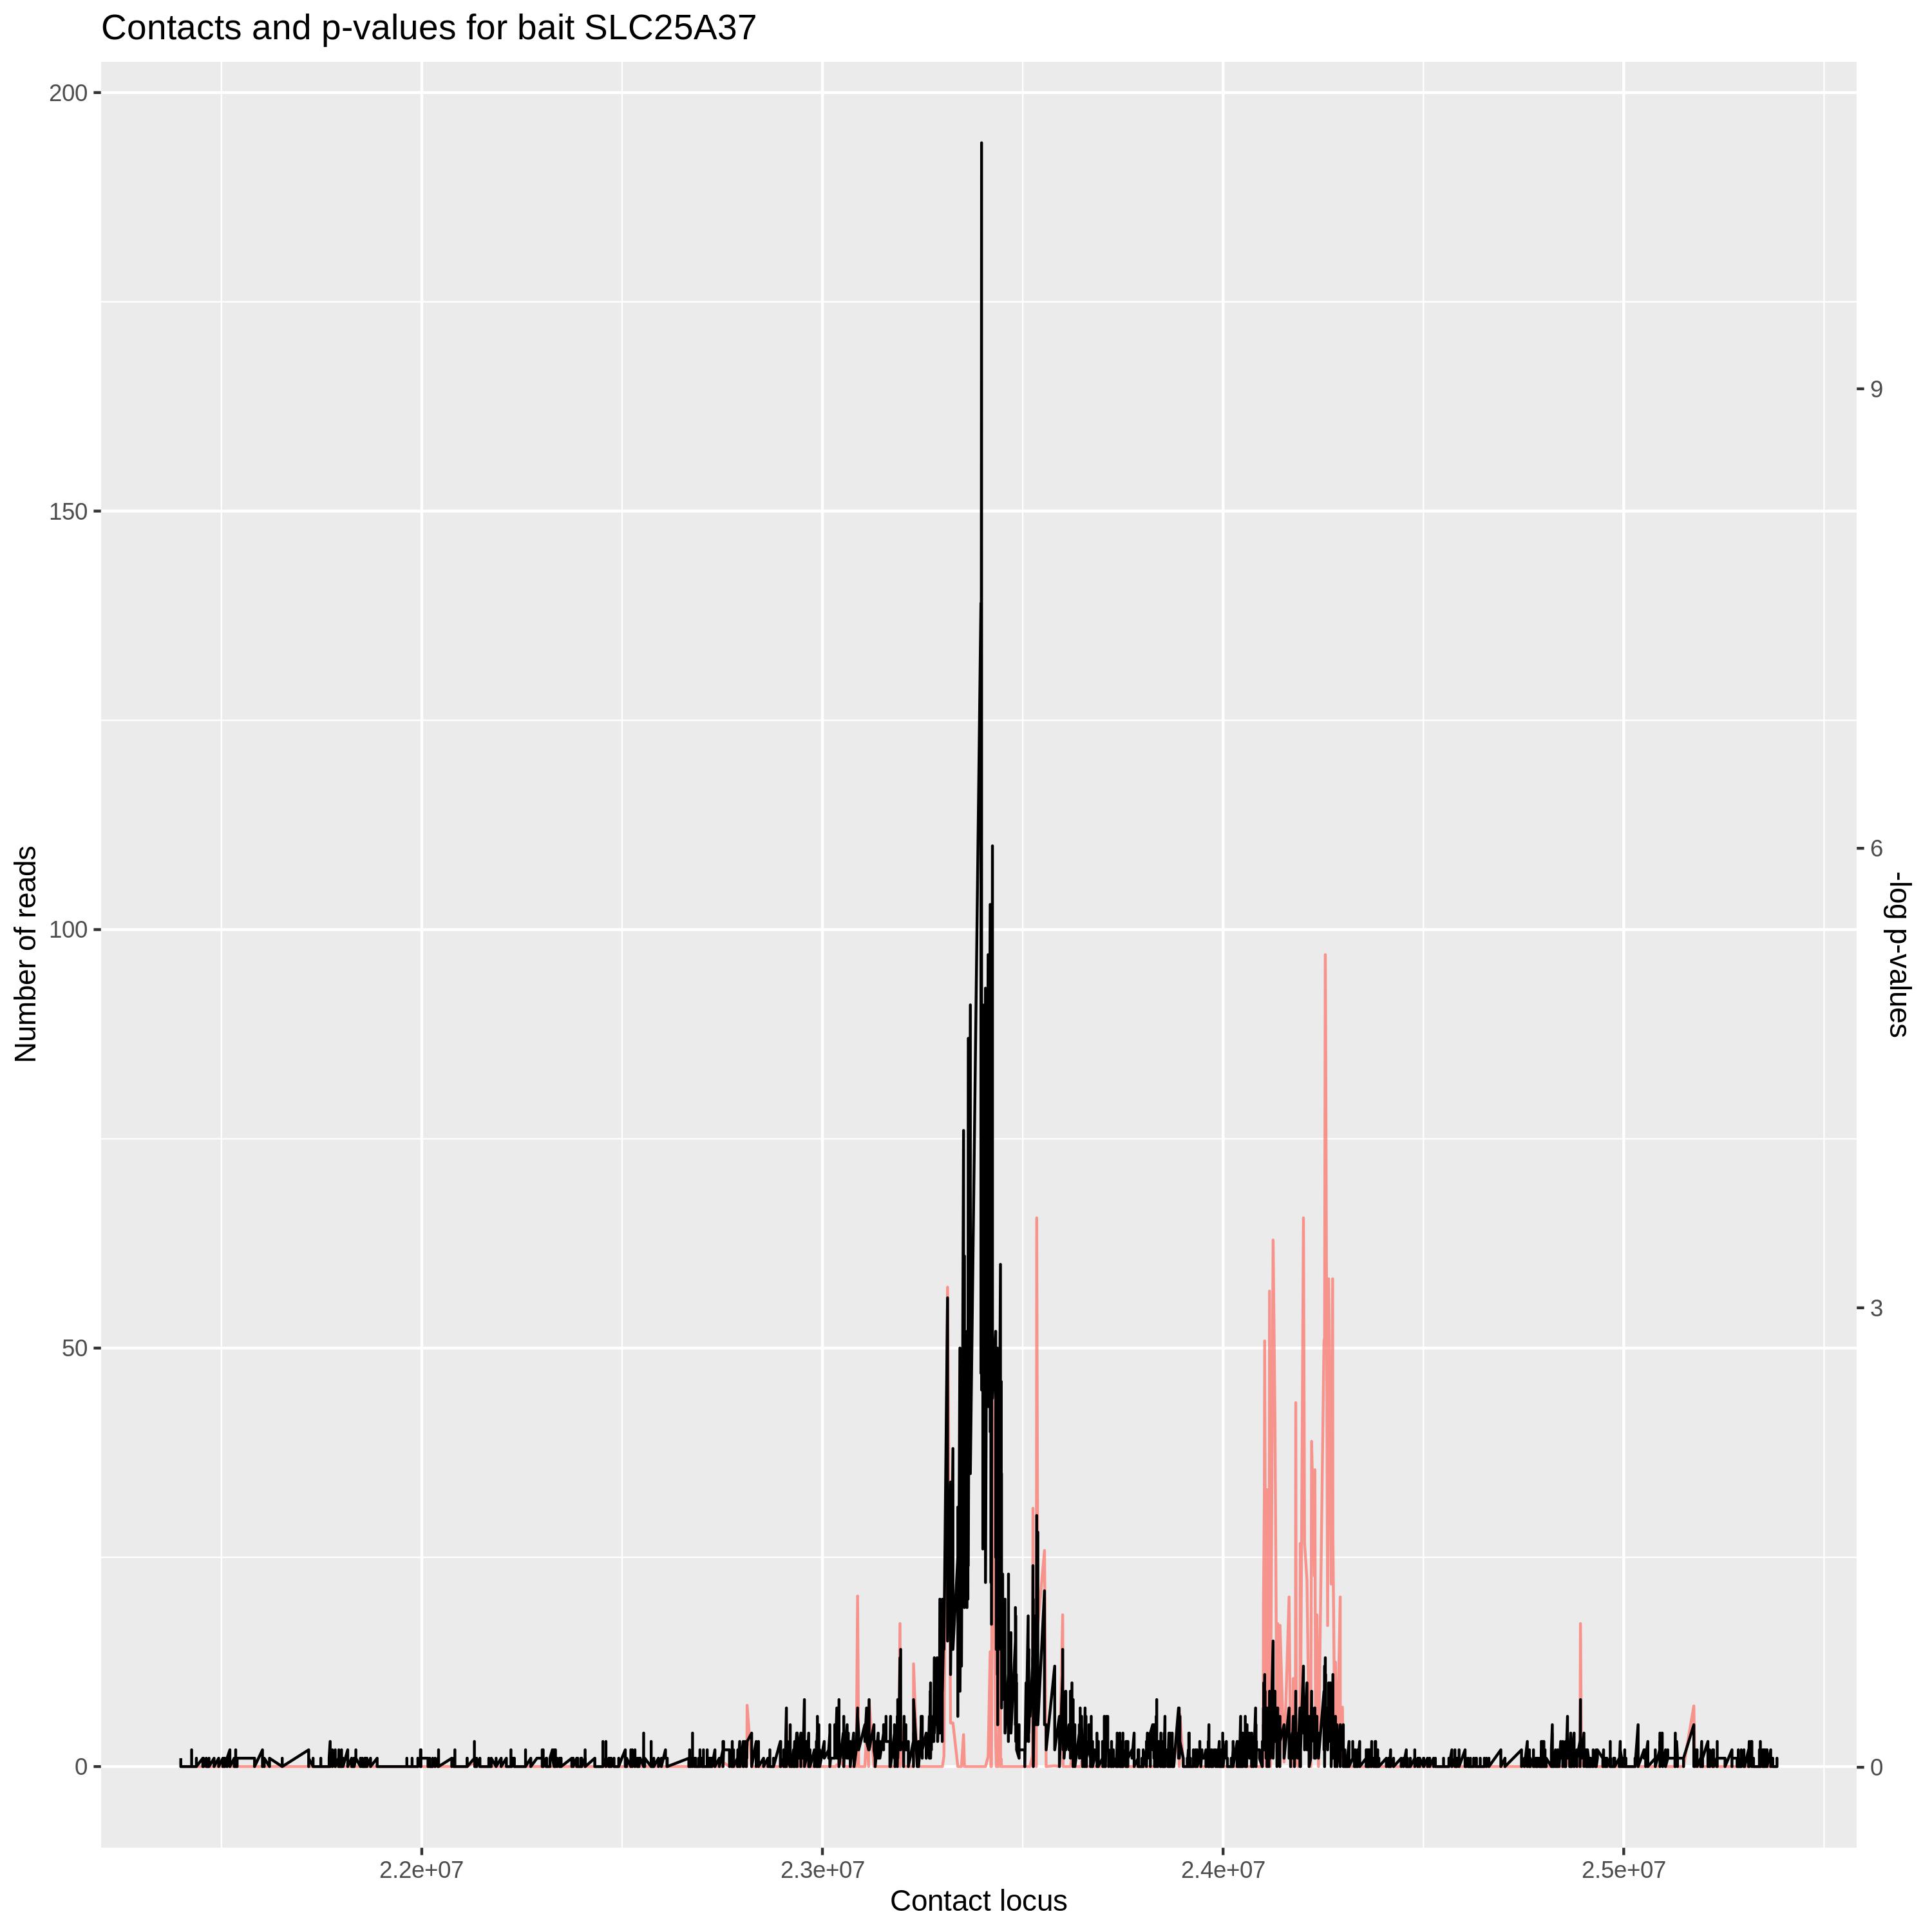 Contacts and p-values for bait SLC25A37
200
150
100
50
0
Number of reads
9
6
3
0
-log p-values
2.2e+07
2.3e+07
2.4e+07
2.5e+07
Contact locus